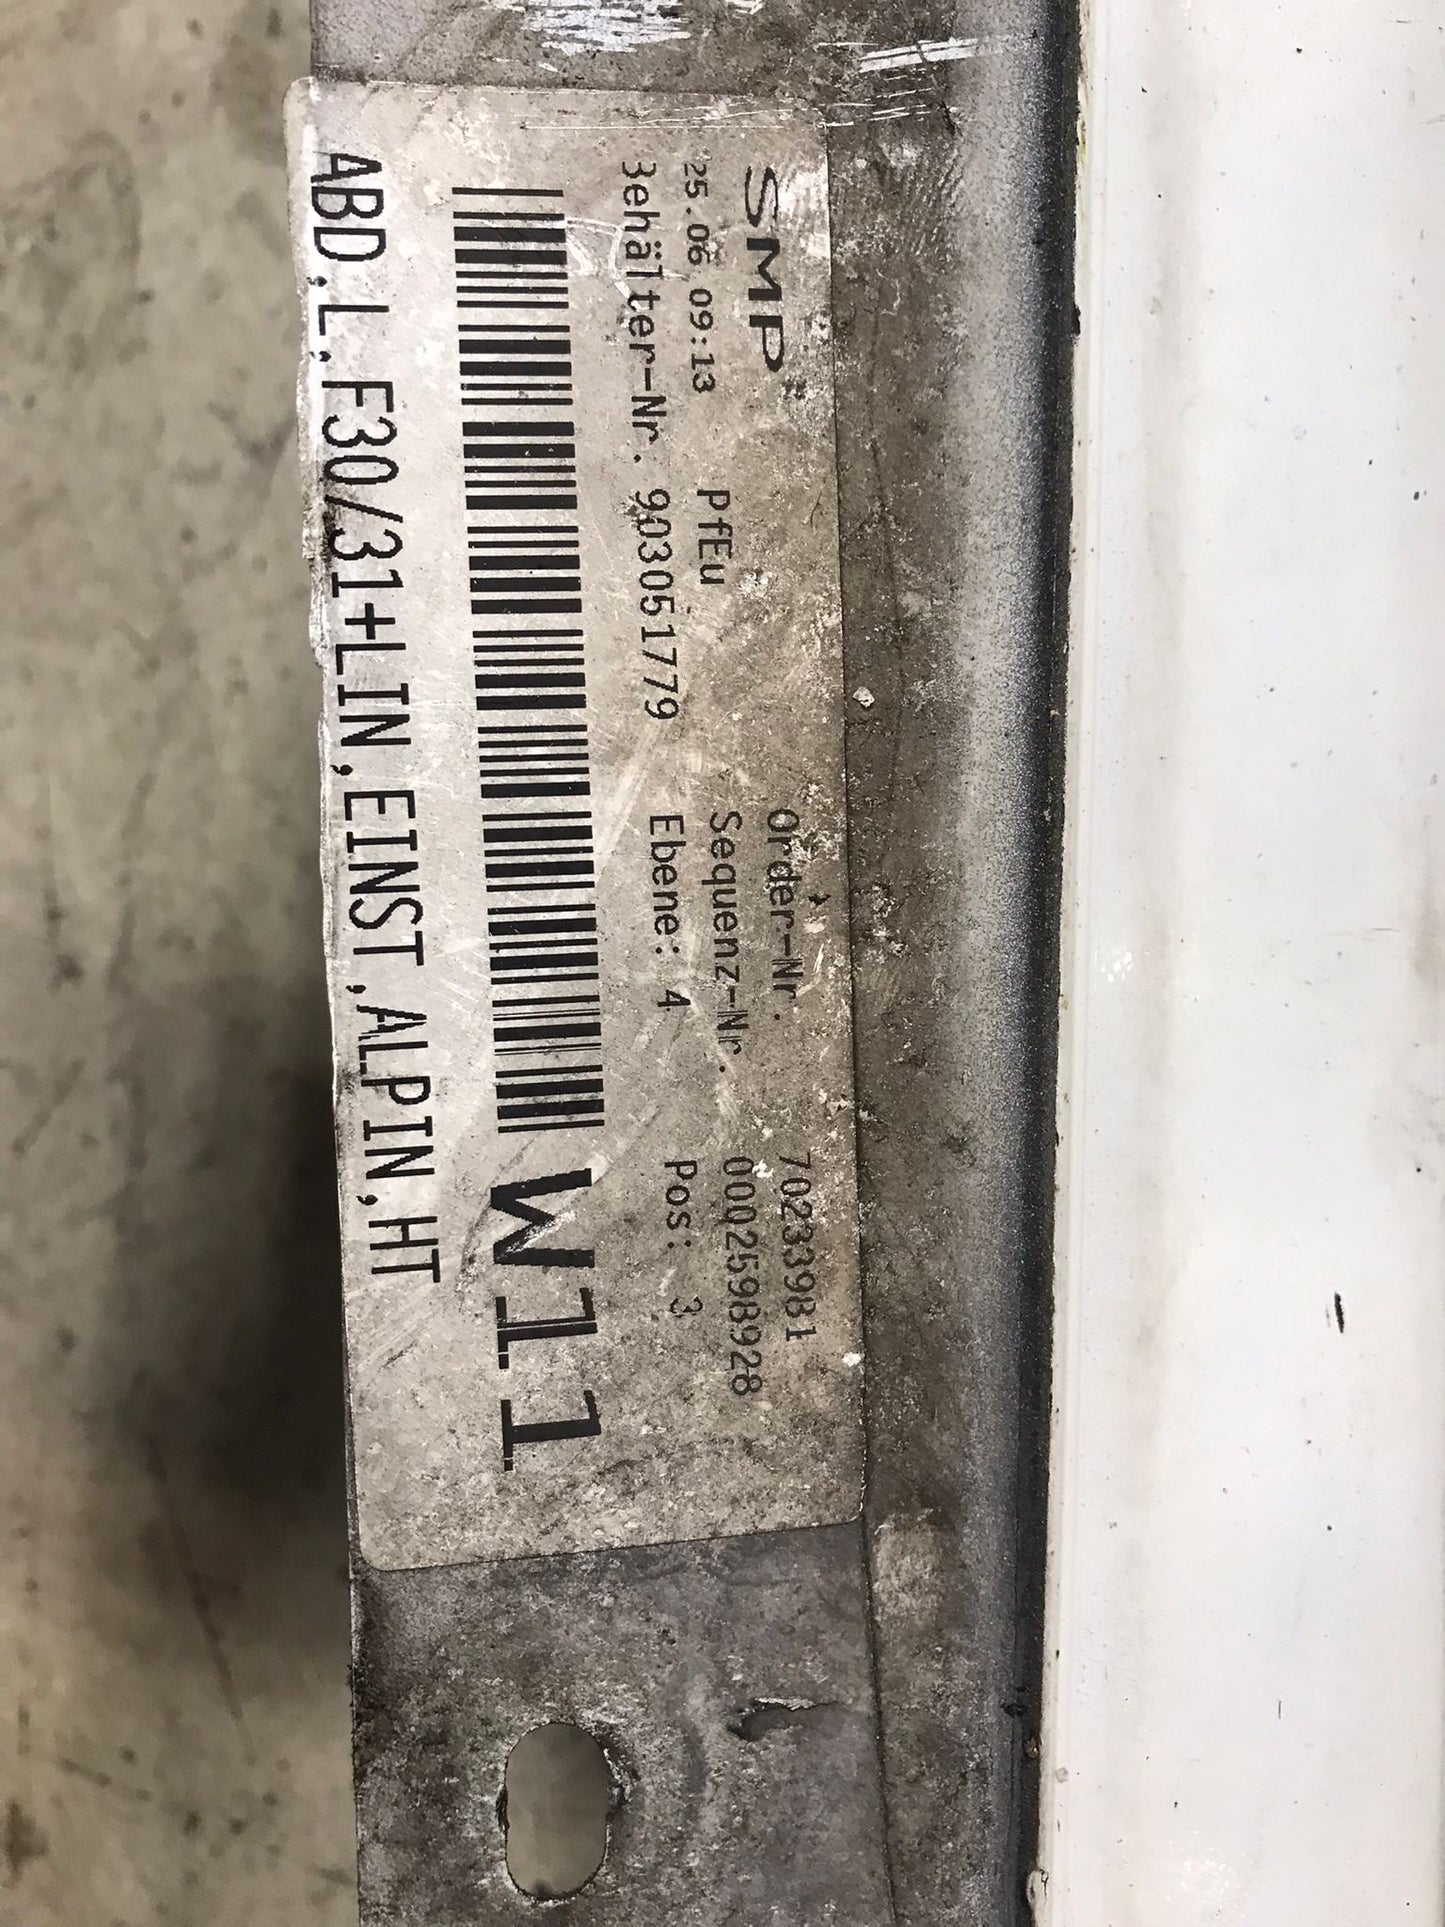 SMP
Order-Nr. 70233981
25.06 09:13 PfEu Sequenz-Nr. 0002598928
Behälter-Nr. 903051779 Ebene: 4 Pos: 3
W11
ABD,L,F30/31+LIN,EINST,ALPIN,HT